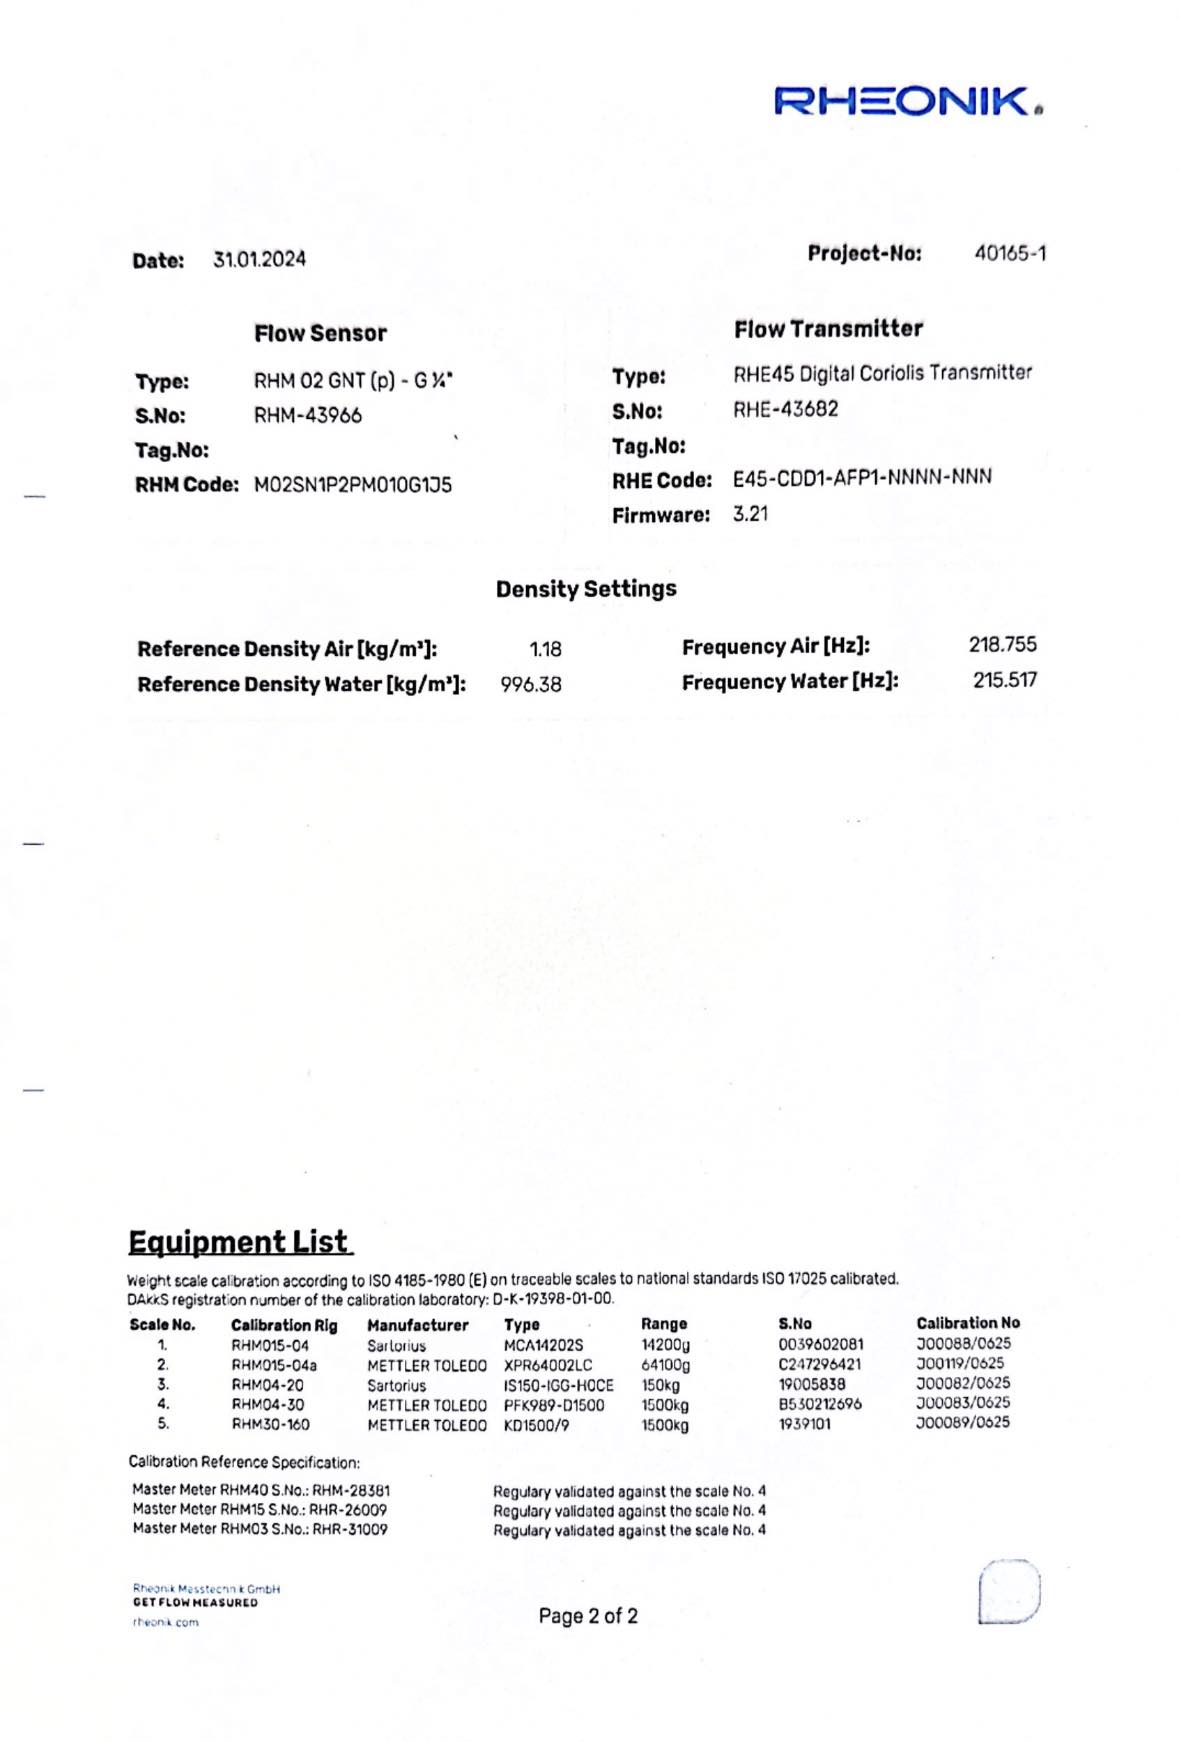 RHEONIK®
Date: 31.01.2024 Project-No: 40165-1
Flow Sensor Flow Transmitter
Type: RHM 02 GNT (p) - G ¼" Type: RHE45 Digital Coriolis Transmitter
S.No: RHM-43966 S.No: RHE-43682
Tag.No: Tag.No:
RHM Code: M02SN1P2PM010G1J5 RHE Code: E45-CDD1-AFP1-NNNN-NNN
Firmware: 3.21
Density Settings
Reference Density Air [kg/m³]: 1.18 Frequency Air [Hz]: 218.755
Reference Density Water [kg/m³]: 996.38 Frequency Water [Hz]: 215.517
Equipment List
Weight scale calibration according to ISO 4185-1980 (E) on traceable scales to national standards ISO 17025 calibrated.
DAkkS registration number of the calibration laboratory: D-K-19398-01-00.
Scale No. Calibration Rig Manufacturer Type Range S.No Calibration No
1. RHM015-04 Sartorius MCA14202S 14200g 0039602081 J00088/0625
2. RHM015-04a METTLER TOLEDO XPR64002LC 64100g C247296421 J00119/0625
3. RHM04-20 Sartorius IS150-IGG-H0CE 150kg 19005838 J00082/0625
4. RHM04-30 METTLER TOLEDO PFK989-D1500 1500kg B530212696 J00083/0625
5. RHM30-160 METTLER TOLEDO KD1500/9 1500kg 1939101 J00089/0625
Calibration Reference Specification:
Master Meter RHM40 S.No.: RHM-28381 Regulary validated against the scale No. 4
Master Meter RHM15 S.No.: RHR-26009 Regulary validated against the scale No. 4
Master Meter RHM03 S.No.: RHR-31009 Regulary validated against the scale No. 4
Rheonik Messtechnik GmbH
GET FLOW MEASURED
rheonik.com
Page 2 of 2